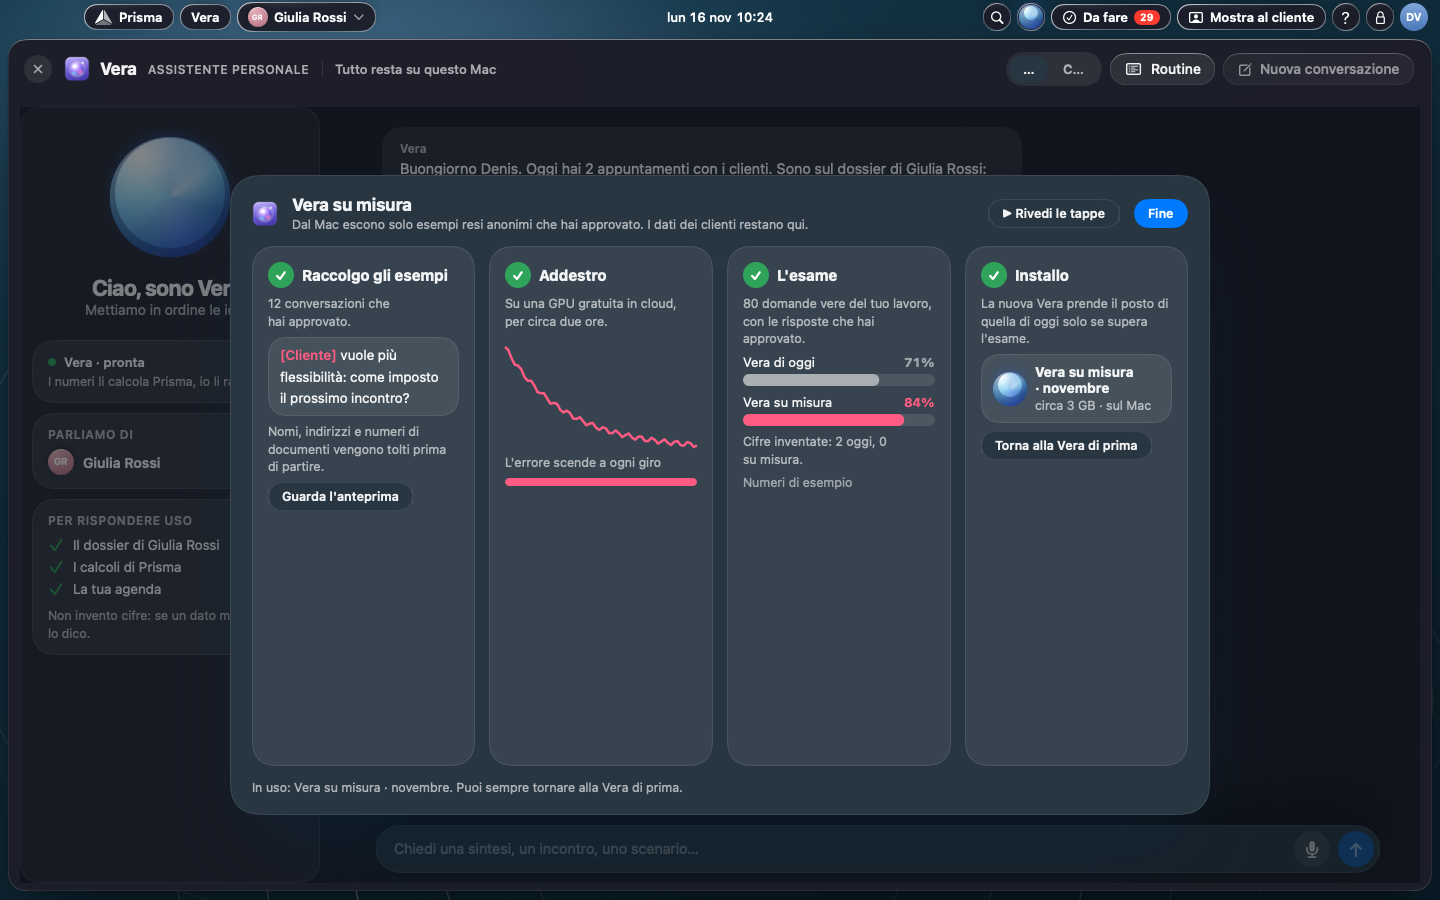 Prisma
Vera
GR Giulia Rossi
lun 16 nov 10:24
Da fare 29
Mostra al cliente
?
DV
Vera ASSISTENTE PERSONALE
Tutto resta su questo Mac
...
C...
Routine
Nuova conversazione
Vera
Buongiorno Denis. Oggi hai 2 appuntamenti con i clienti. Sono sul dossier di Giulia Rossi:
Ciao, sono Ver
Mettiamo in ordine le i
Vera · pronta
I numeri li calcola Prisma, io li r
PARLIAMO DI
GR Giulia Rossi
PER RISPONDERE USO
Il dossier di Giulia Rossi
I calcoli di Prisma
La tua agenda
Non invento cifre: se un dato m
lo dico.
Vera su misura
Dal Mac escono solo esempi resi anonimi che hai approvato. I dati dei clienti restano qui.
Rivedi le tappe
Fine
Raccolgo gli esempi
12 conversazioni che
hai approvato.
[Cliente] vuole più
flessibilità: come imposto
il prossimo incontro?
Nomi, indirizzi e numeri di
documenti vengono tolti prima
di partire.
Guarda l'anteprima
Addestro
Su una GPU gratuita in cloud,
per circa due ore.
L'errore scende a ogni giro
L'esame
80 domande vere del tuo lavoro,
con le risposte che hai
approvato.
Vera di oggi 71%
Vera su misura 84%
Cifre inventate: 2 oggi, 0
su misura.
Numeri di esempio
Installo
La nuova Vera prende il posto di
quella di oggi solo se supera
l'esame.
Vera su misura
· novembre
circa 3 GB · sul Mac
Torna alla Vera di prima
In uso: Vera su misura · novembre. Puoi sempre tornare alla Vera di prima.
Chiedi una sintesi, un incontro, uno scenario...